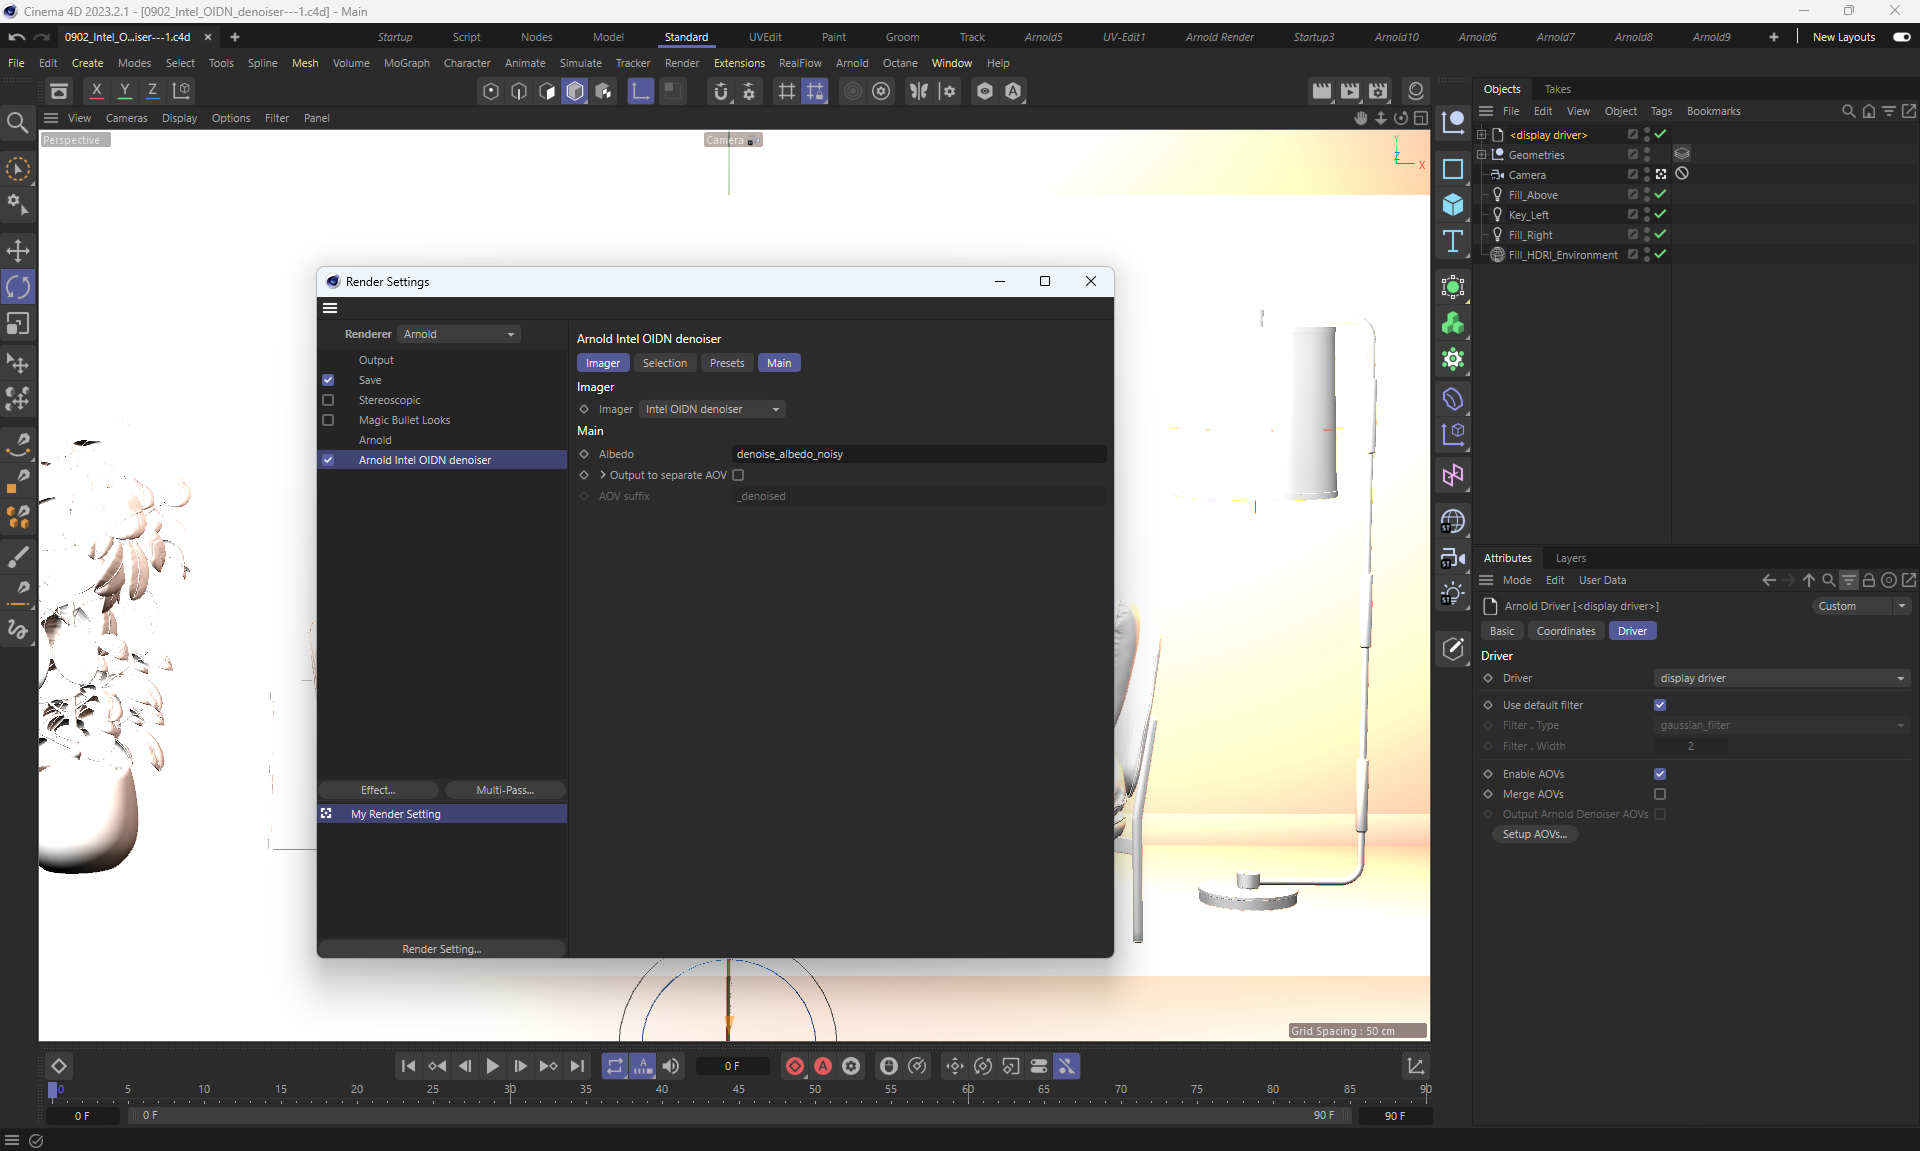 Cinema 4D 2023.2.1 - [0902_Intel_OIDN_denoiser---1.c4d] - Main
0902_Intel_O...iser---1.c4d
Startup Script Nodes Model Standard UVEdit Paint Groom Track Arnold5 UV-Edit1 Arnold Render Startup3 Arnold10 Arnold6 Arnold7 Arnold8 Arnold9 New Layouts
File Edit Create Modes Select Tools Spline Mesh Volume MoGraph Character Animate Simulate Tracker Render Extensions RealFlow Arnold Octane Window Help
X Y Z
View Cameras Display Options Filter Panel
Perspective
Camera
Y
Z
X
Render Settings
Renderer Arnold
Output
Save
Stereoscopic
Magic Bullet Looks
Arnold
Arnold Intel OIDN denoiser
Effect... Multi-Pass...
My Render Setting
Render Setting...
Arnold Intel OIDN denoiser
Imager Selection Presets Main
Imager
Imager Intel OIDN denoiser
Main
Albedo denoise_albedo_noisy
> Output to separate AOV
AOV suffix _denoised
Grid Spacing : 50 cm
Objects Takes
File Edit View Object Tags Bookmarks
<display driver>
Geometries
Camera
Fill_Above
Key_Left
Fill_Right
Fill_HDRI_Environment
ST
ST
ST
Attributes Layers
Mode Edit User Data
Arnold Driver [<display driver>] Custom
Basic Coordinates Driver
Driver
Driver display driver
Use default filter
Filter . Type gaussian_filter
Filter . Width 2
Enable AOVs
Merge AOVs
Output Arnold Denoiser AOVs
Setup AOVs...
0 F
0 5 10 15 20 25 30 35 40 45 50 55 60 65 70 75 80 85 90
0 F 0 F 90 F 90 F